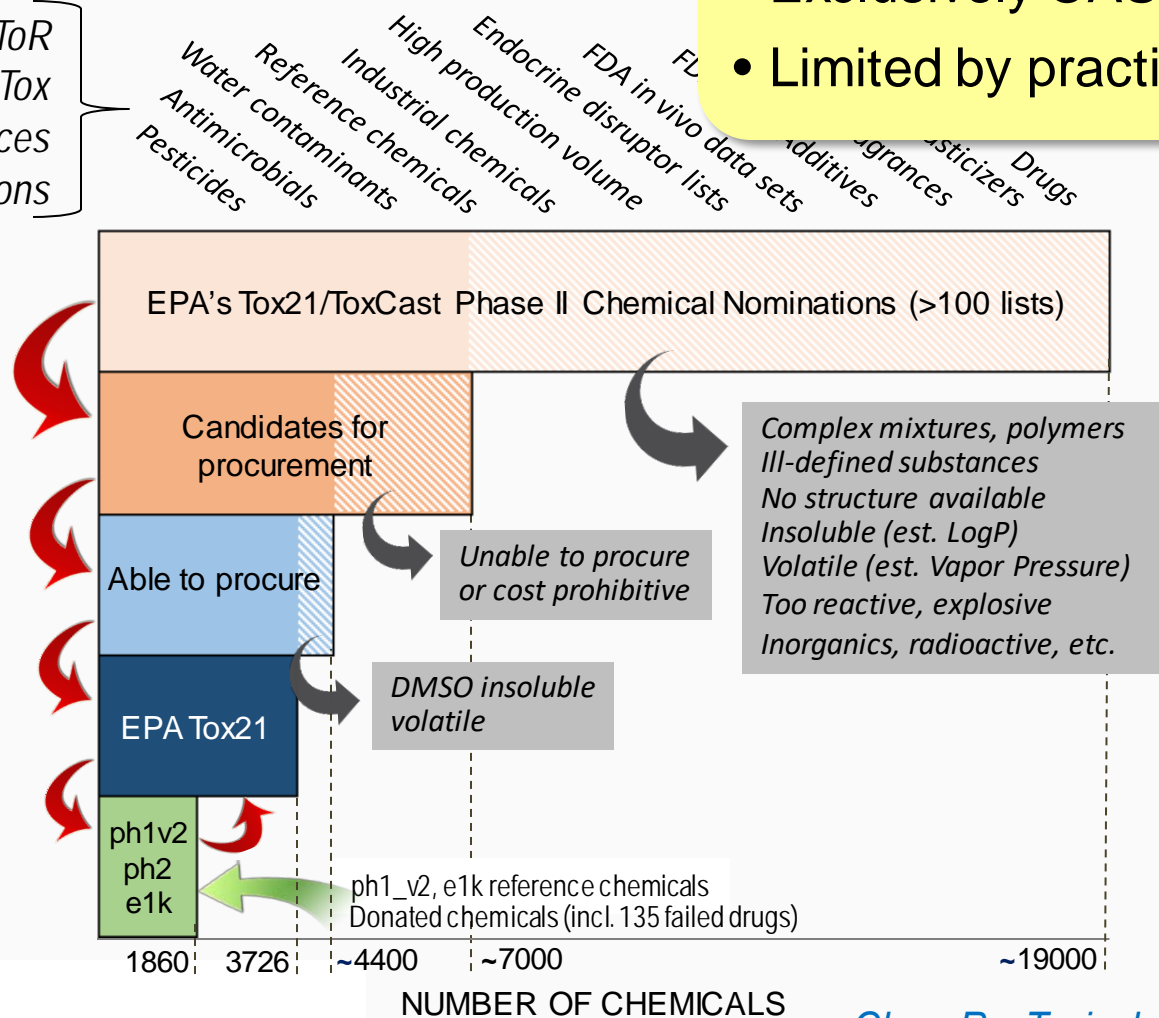 ToR
Tox
• Limited by
Pesticides
Antimicrobials
Water contaminants
Reference chemicals
Industrial chemicals
High production volume
Endocrine disruptor lists
FDA in vivo data sets
Additives
Drugs
EPA's Tox21/ToxCast Phase II Chemical Nominations (>100 lists)
Candidates for
procurement
Complex mixtures, polymers
Ill-defined substances
No structure available
Insoluble (est. LogP)
Volatile (est. Vapor Pressure)
Too reactive, explosive
Inorganics, radioactive, etc.
Unable to procure
or cost prohibitive
Able to procure
DMSO insoluble
volatile
EPA Tox21
ph1v2
ph2
e1k
ph1_v2, e1k reference chemicals
Donated chemicals (incl. 135 failed drugs)
1860 3726 ~4400 ~7000 ~19000
NUMBER OF CHEMICALS